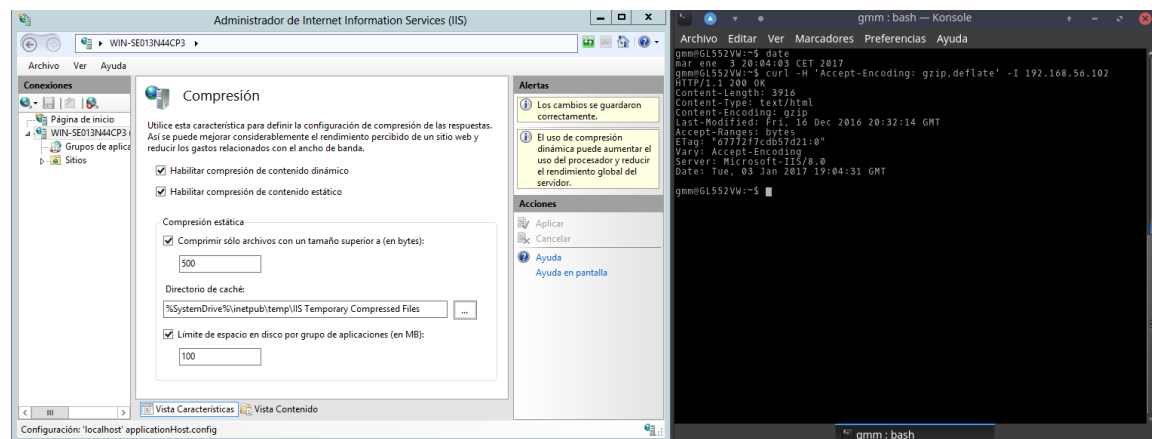 Administrador de Internet Information Services (IIS)
WIN-SE013N44CP3
Archivo Ver Ayuda
Conexiones
Página de inicio
WIN-SE013N44CP3 (
Grupos de aplica
Sitios
Compresión
Utilice esta característica para definir la configuración de compresión de las respuestas.
Así se puede mejorar considerablemente el rendimiento percibido de un sitio web y
reducir los gastos relacionados con el ancho de banda.
Habilitar compresión de contenido dinámico
Habilitar compresión de contenido estático
Compresión estática
Comprimir sólo archivos con un tamaño superior a (en bytes):
500
Directorio de caché:
%SystemDrive%\inetpub\temp\IIS Temporary Compressed Files
...
Límite de espacio en disco por grupo de aplicaciones (en MB):
100
Vista Características Vista Contenido
Configuración: 'localhost' applicationHost.config
Alertas
Los cambios se guardaron
correctamente.
El uso de compresión
dinámica puede aumentar el
uso del procesador y reducir
el rendimiento global del
servidor.
Acciones
Aplicar
Cancelar
Ayuda
Ayuda en pantalla
gmm : bash — Konsole
Archivo Editar Ver Marcadores Preferencias Ayuda
gmm@GL552VW:~$ date
mar ene  3 20:04:03 CET 2017
gmm@GL552VW:~$ curl -H 'Accept-Encoding: gzip,deflate' -I 192.168.56.102
HTTP/1.1 200 OK
Content-Length: 3916
Content-Type: text/html
Content-Encoding: gzip
Last-Modified: Fri, 16 Dec 2016 20:32:14 GMT
Accept-Ranges: bytes
ETag: "67772f7cdb57d21:0"
Vary: Accept-Encoding
Server: Microsoft-IIS/8.0
Date: Tue, 03 Jan 2017 19:04:31 GMT
gmm@GL552VW:~$
gmm : bash